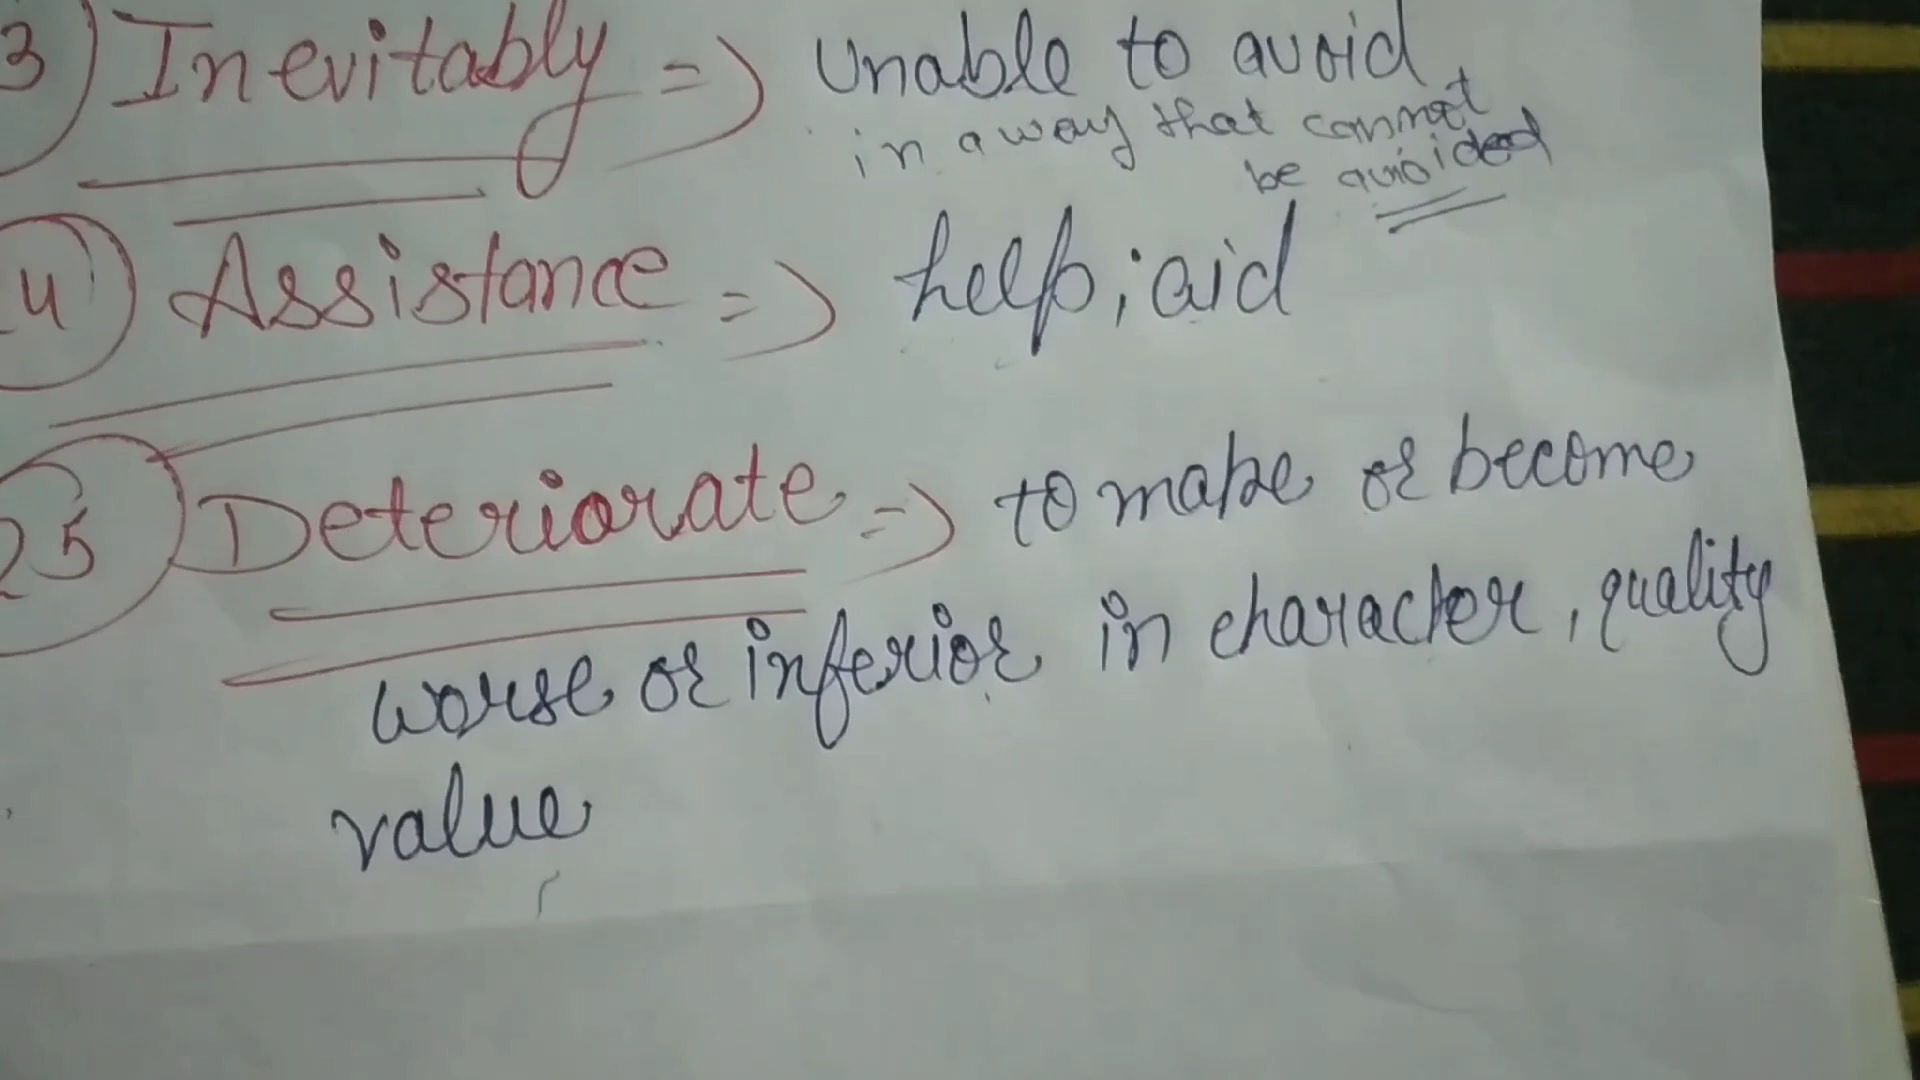 3) Inevitably => unable to avoid
in a way that cannot
be avoided
4) Assistance => help; aid
25) Deteriorate => to make or become
worse or inferior in character, quality
value